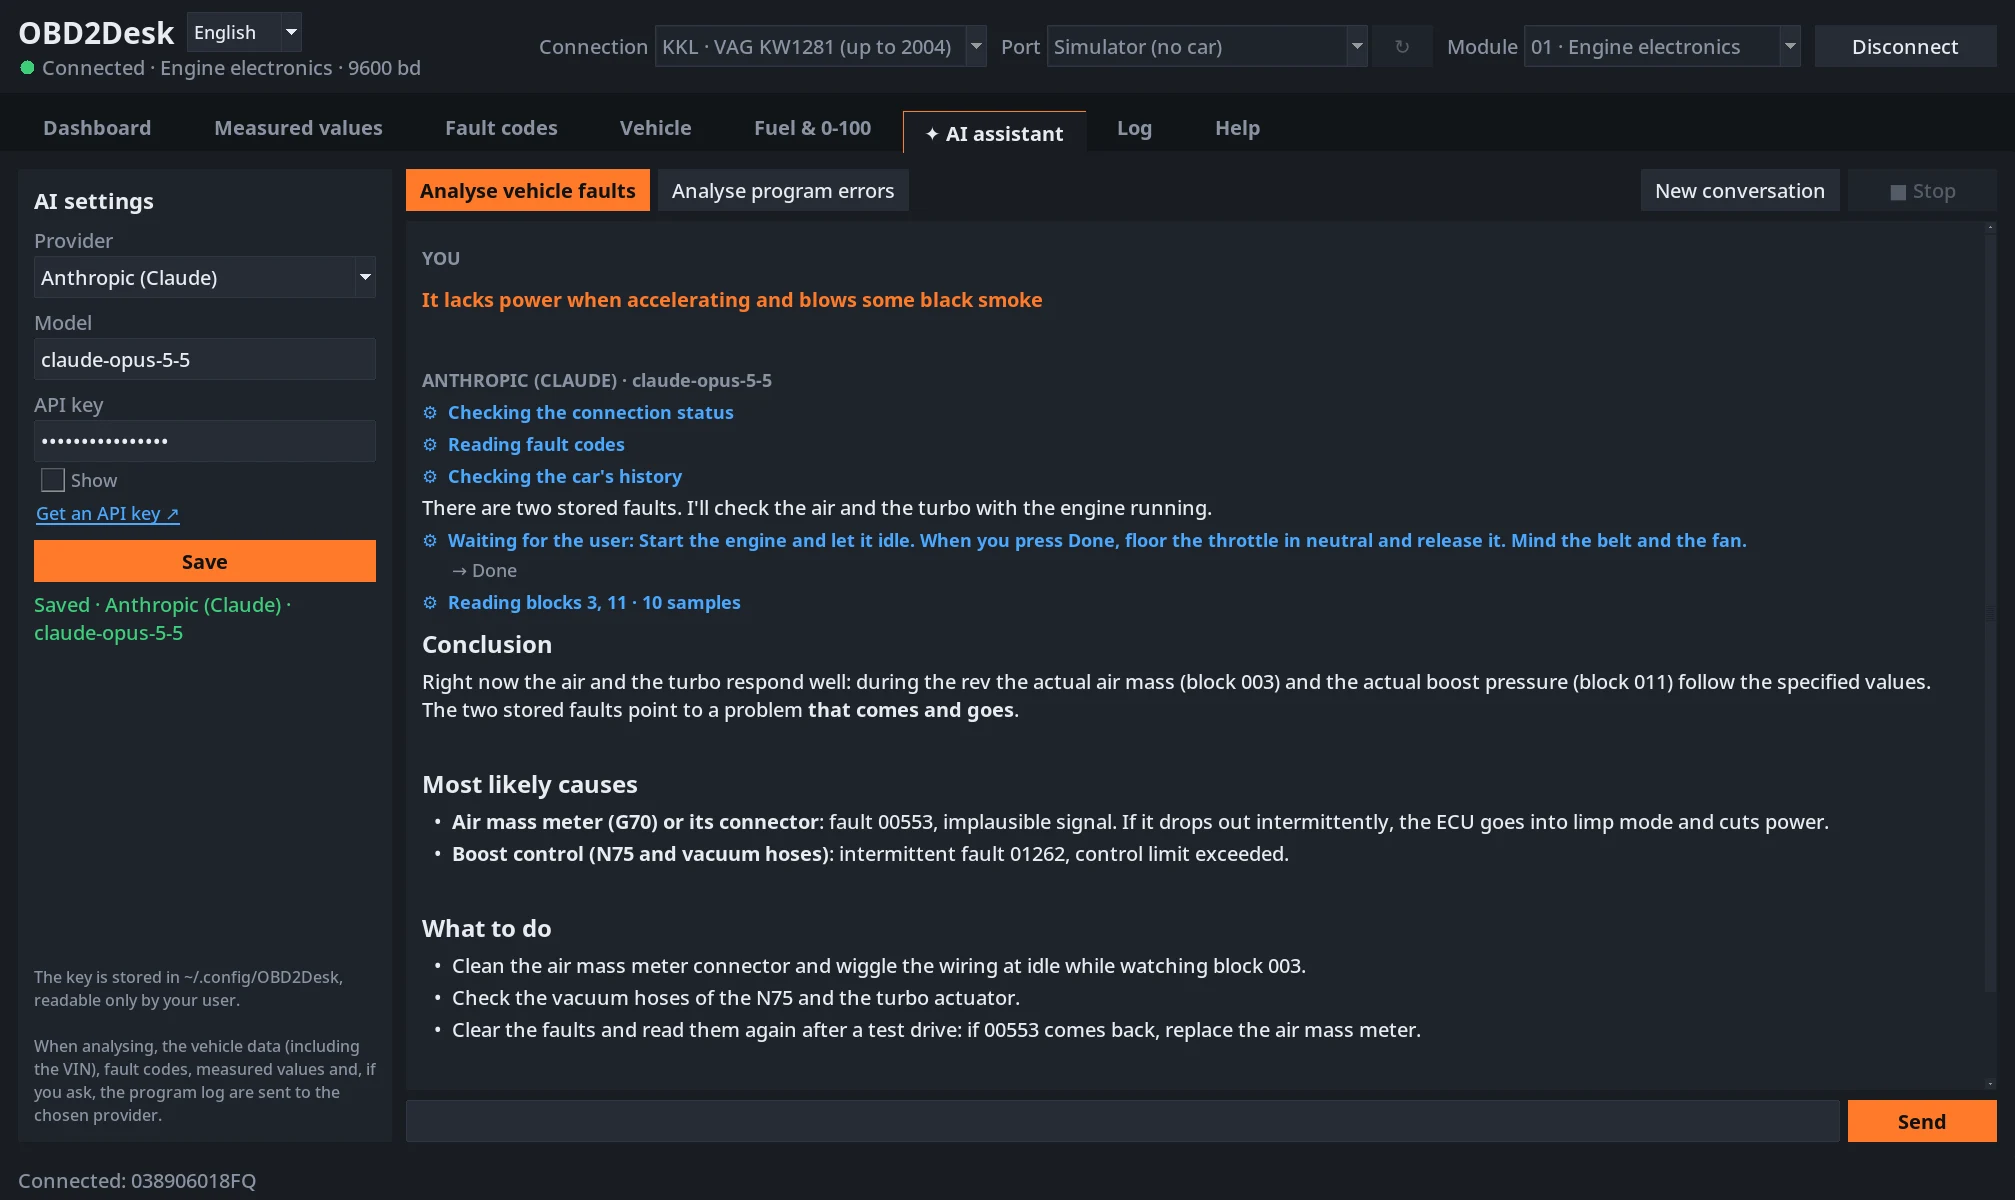 OBD2Desk
English
● Connected · Engine electronics · 9600 bd
Connection
KKL · VAG KW1281 (up to 2004)
Port
Simulator (no car)
↻
Module
01 · Engine electronics
Disconnect
Dashboard
Measured values
Fault codes
Vehicle
Fuel & 0-100
✦ AI assistant
Log
Help
AI settings
Provider
Anthropic (Claude)
Model
claude-opus-5-5
API key
••••••••••••••••
Show
Get an API key ↗
Save
Saved · Anthropic (Claude) ·
claude-opus-5-5
The key is stored in ~/.config/OBD2Desk,
readable only by your user.
When analysing, the vehicle data (including
the VIN), fault codes, measured values and, if
you ask, the program log are sent to the
chosen provider.
Analyse vehicle faults
Analyse program errors
New conversation
■ Stop
YOU
It lacks power when accelerating and blows some black smoke
ANTHROPIC (CLAUDE) · claude-opus-5-5
⚙ Checking the connection status
⚙ Reading fault codes
⚙ Checking the car's history
There are two stored faults. I'll check the air and the turbo with the engine running.
⚙ Waiting for the user: Start the engine and let it idle. When you press Done, floor the throttle in neutral and release it. Mind the belt and the fan.
→ Done
⚙ Reading blocks 3, 11 · 10 samples
Conclusion
Right now the air and the turbo respond well: during the rev the actual air mass (block 003) and the actual boost pressure (block 011) follow the specified values.
The two stored faults point to a problem that comes and goes.
Most likely causes
• Air mass meter (G70) or its connector: fault 00553, implausible signal. If it drops out intermittently, the ECU goes into limp mode and cuts power.
• Boost control (N75 and vacuum hoses): intermittent fault 01262, control limit exceeded.
What to do
• Clean the air mass meter connector and wiggle the wiring at idle while watching block 003.
• Check the vacuum hoses of the N75 and the turbo actuator.
• Clear the faults and read them again after a test drive: if 00553 comes back, replace the air mass meter.
Send
Connected: 038906018FQ